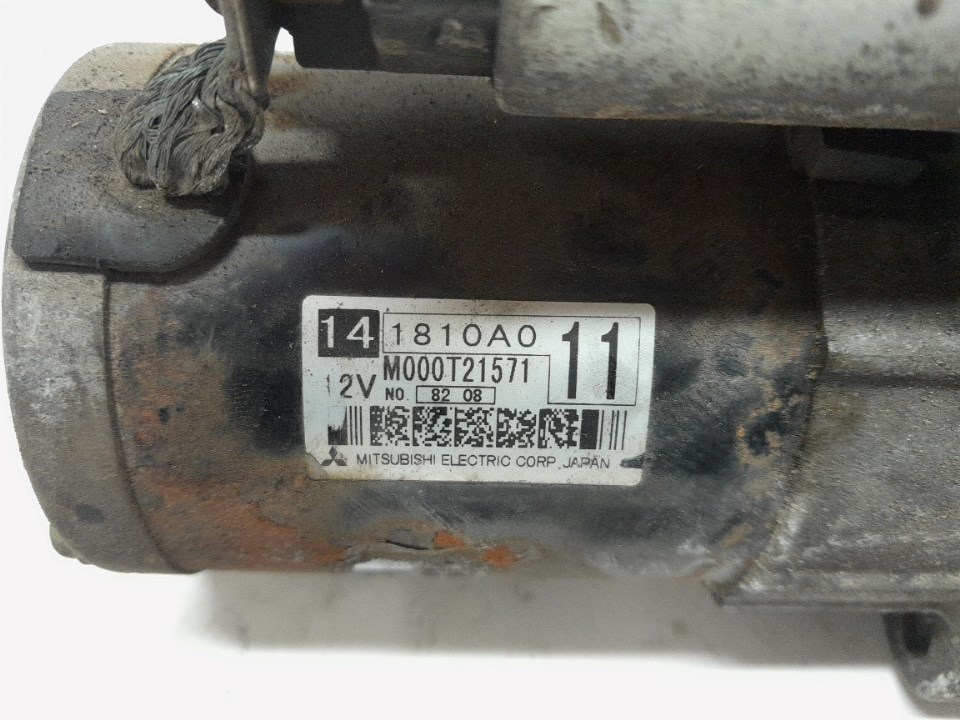 14 1810A0 11
M000T21571
12V NO. 82 08
MITSUBISHI ELECTRIC CORP. JAPAN